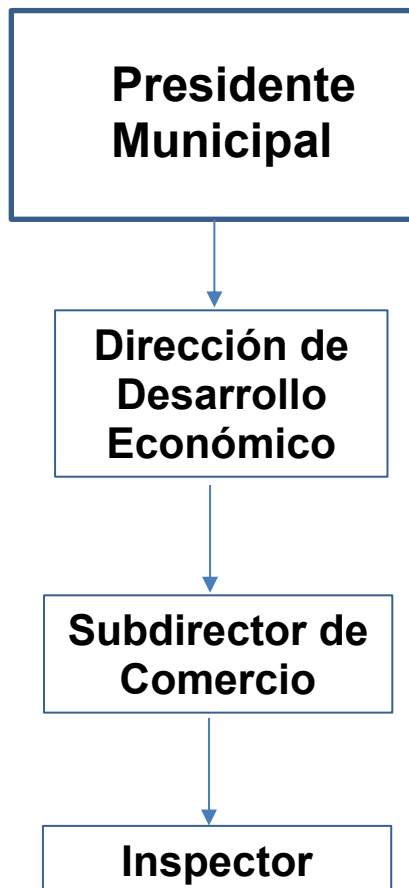 Presidente
Municipal
Dirección de
Desarrollo
Económico
Subdirector de
Comercio
Inspector